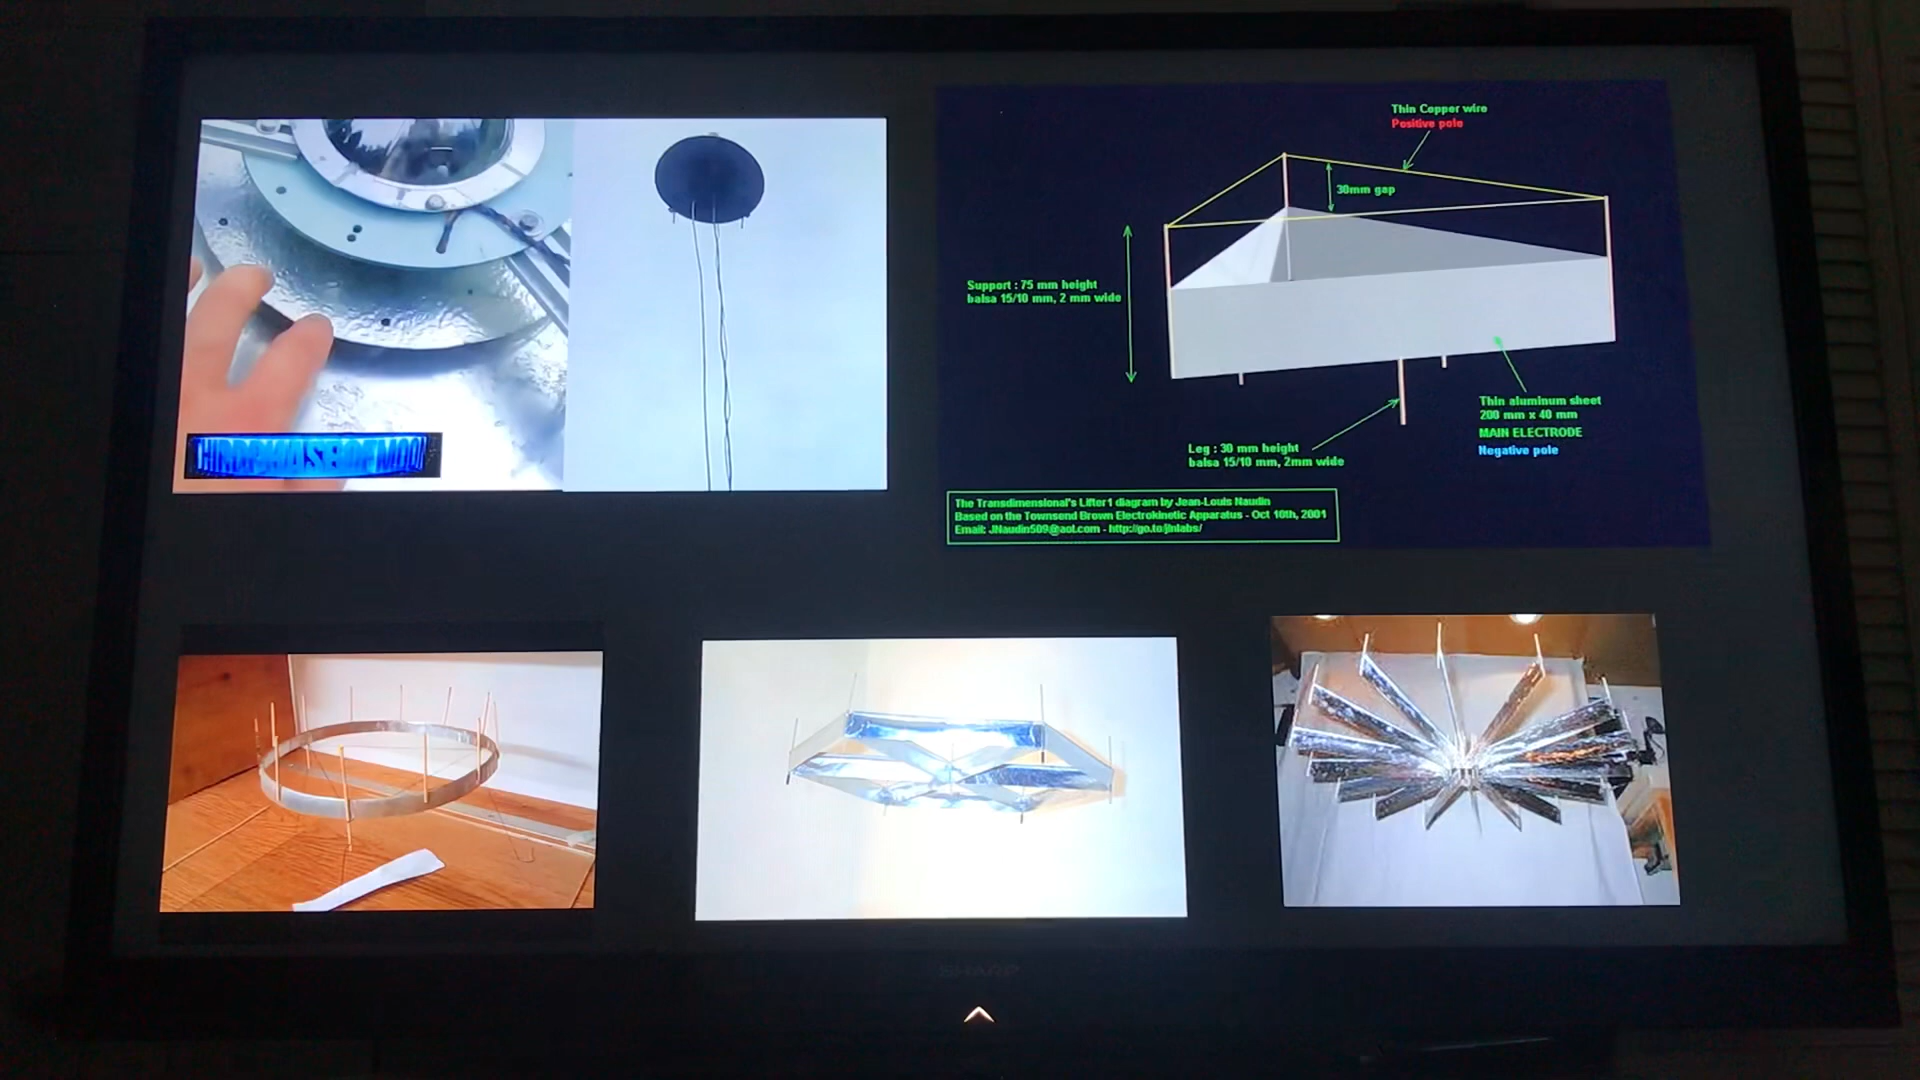 THIRDPHASEOFMOON
Thin Copper wire
Positive pole
30mm gap
Support : 75 mm height
balsa 15/10 mm, 2 mm wide
Thin aluminum sheet
200 mm x 40 mm
MAIN ELECTRODE
Negative pole
Leg : 30 mm height
balsa 15/10 mm, 2mm wide
The Transdimensional's Lifter1 diagram by Jean-Louis Naudin
Based on the Townsend Brown Electrokinetic Apparatus - Oct 10th, 2001
Email: JNaudin509@aol.com - http://go.to/jlnlabs/
SHARP